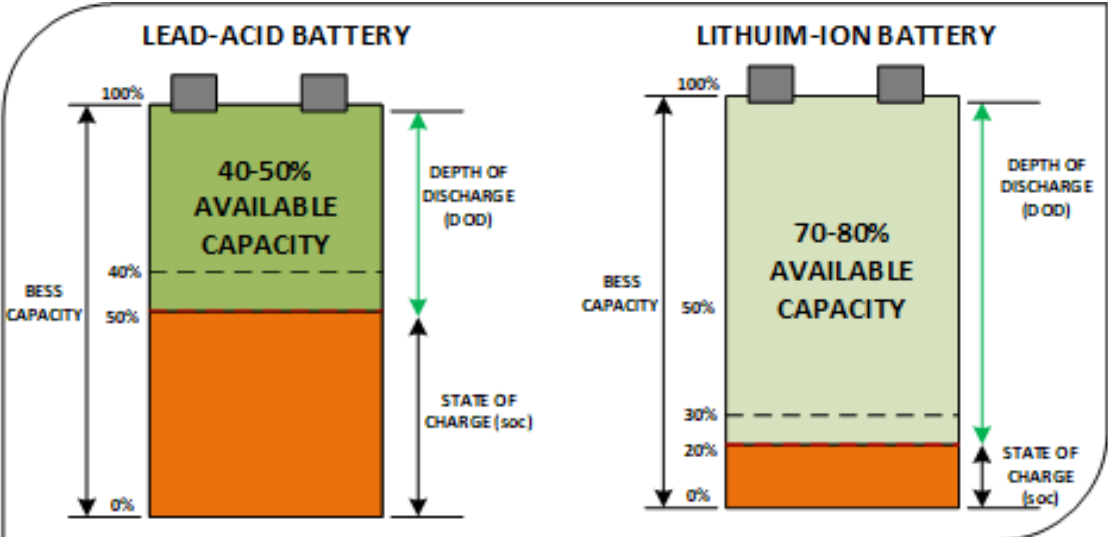 LEAD-ACID BATTERY
100%
40-50%
AVAILABLE
CAPACITY
40%
50%
0%
BESS
CAPACITY
DEPTH OF
DISCHARGE
(DOD)
STATE OF
CHARGE (soc)
LITHUIM-ION BATTERY
100%
70-80%
AVAILABLE
CAPACITY
50%
30%
20%
0%
BESS
CAPACITY
DEPTH OF
DISCHARGE
(DOD)
STATE OF
CHARGE
(soc)